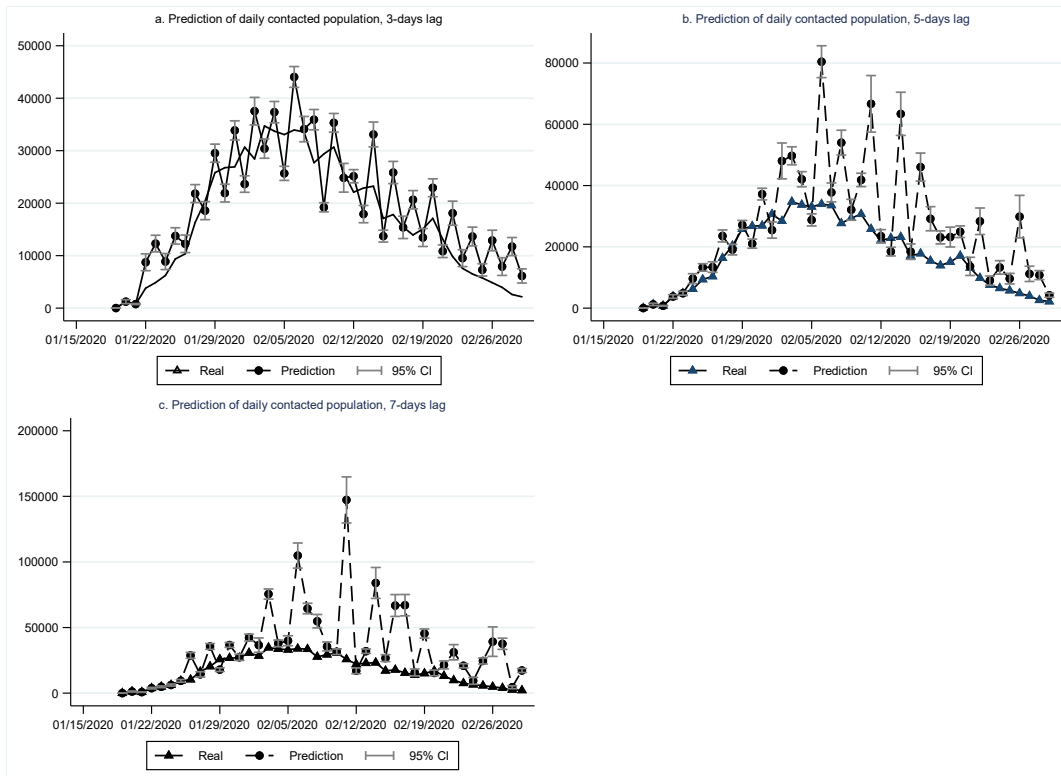 a. Prediction of daily contacted population, 3-days lag
50000
40000
30000
20000
10000
0
01/15/2020 01/22/2020 01/29/2020 02/05/2020 02/12/2020 02/19/2020 02/26/2020
Real Prediction 95% CI
b. Prediction of daily contacted population, 5-days lag
80000
60000
40000
20000
0
01/15/2020 01/22/2020 01/29/2020 02/05/2020 02/12/2020 02/19/2020 02/26/2020
Real Prediction 95% CI
c. Prediction of daily contacted population, 7-days lag
200000
150000
100000
50000
0
01/15/2020 01/22/2020 01/29/2020 02/05/2020 02/12/2020 02/19/2020 02/26/2020
Real Prediction 95% CI